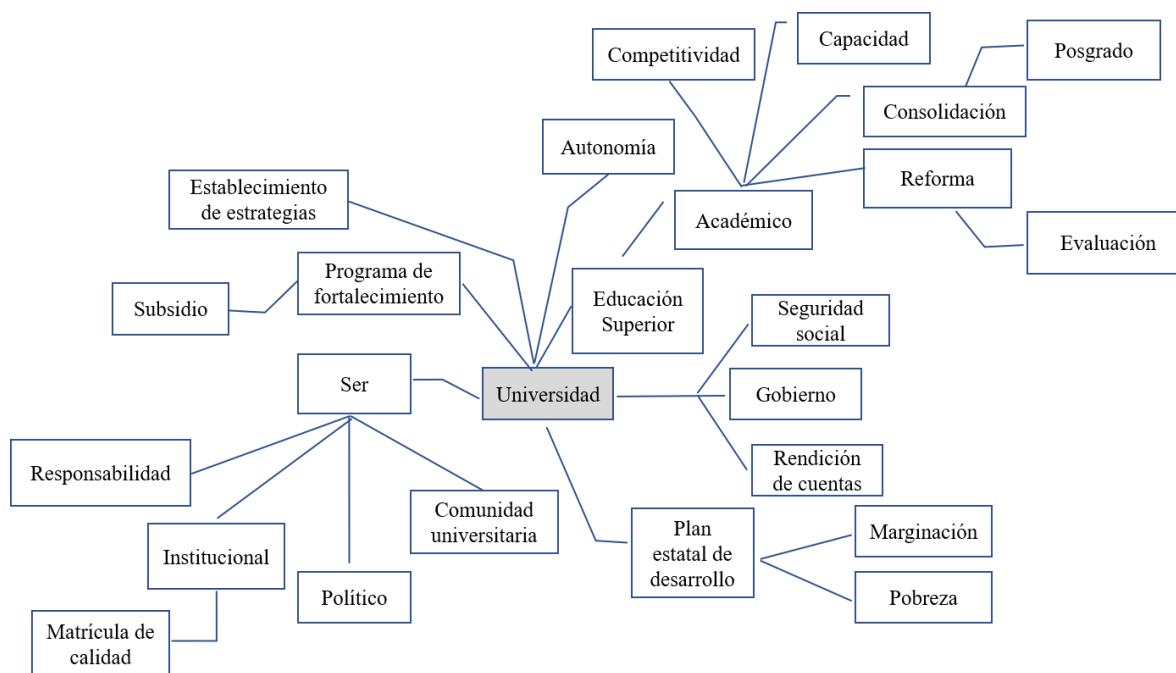 Competitividad
Capacidad
Posgrado
Consolidación
Autonomía
Reforma
Establecimiento
de estrategias
Académico
Evaluación
Programa de
fortalecimiento
Subsidio
Educación
Superior
Seguridad
social
Ser
Universidad
Gobierno
Responsabilidad
Rendición
de cuentas
Comunidad
universitaria
Plan
estatal de
desarrollo
Marginación
Institucional
Político
Pobreza
Matrícula de
calidad